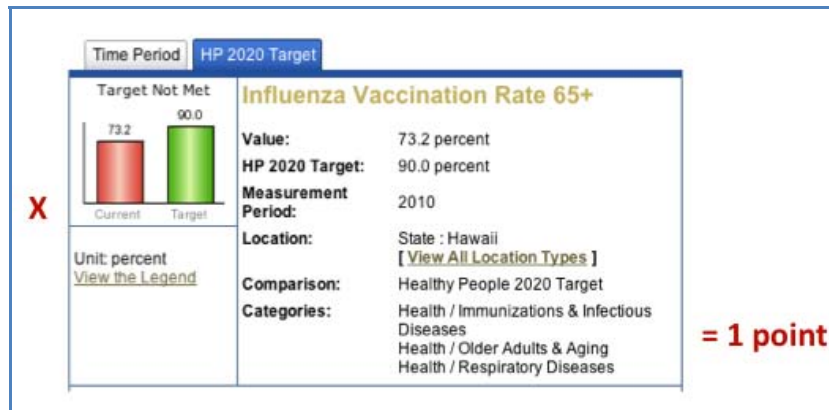 Time Period HP 2020 Target
Target Not Met
73.2
90.0
Current Target
Unit: percent
View the Legend
Influenza Vaccination Rate 65+
Value: 73.2 percent
HP 2020 Target: 90.0 percent
Measurement
Period: 2010
Location: State : Hawaii
[ View All Location Types ]
Comparison: Healthy People 2020 Target
Categories: Health / Immunizations & Infectious
Diseases
Health / Older Adults & Aging
Health / Respiratory Diseases
X
= 1 point